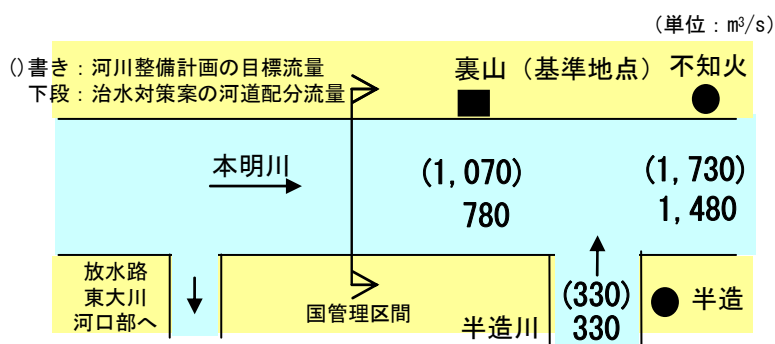 (単位：m³/s)
()書き：河川整備計画の目標流量
下段：治水対策案の河道配分流量
裏山（基準地点）
不知火
本明川
(1,070)
780
(1,730)
1,480
放水路
東大川
河口部へ
国管理区間
半造川
(330)
330
半造